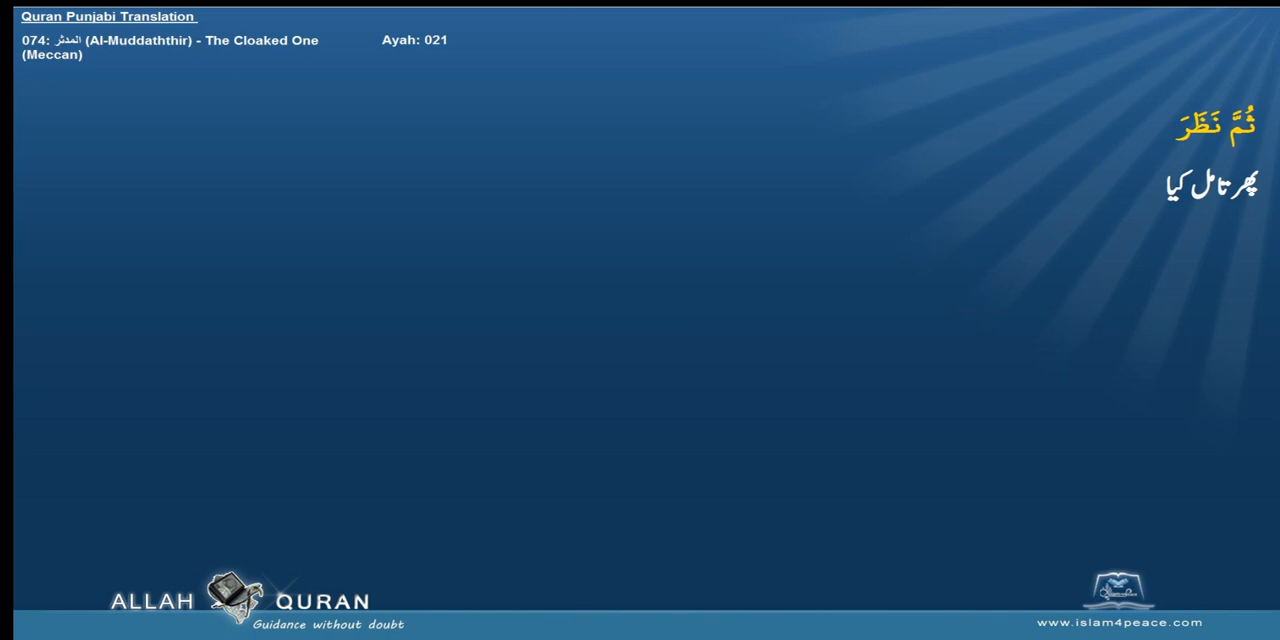 Quran Punjabi Translation
074: المدثر (Al-Muddaththir) - The Cloaked One
(Meccan)
Ayah: 021
ثُمَّ نَظَرَ
پھر تامل کیا
ALLAH QURAN
Guidance without doubt
www.islam4peace.com